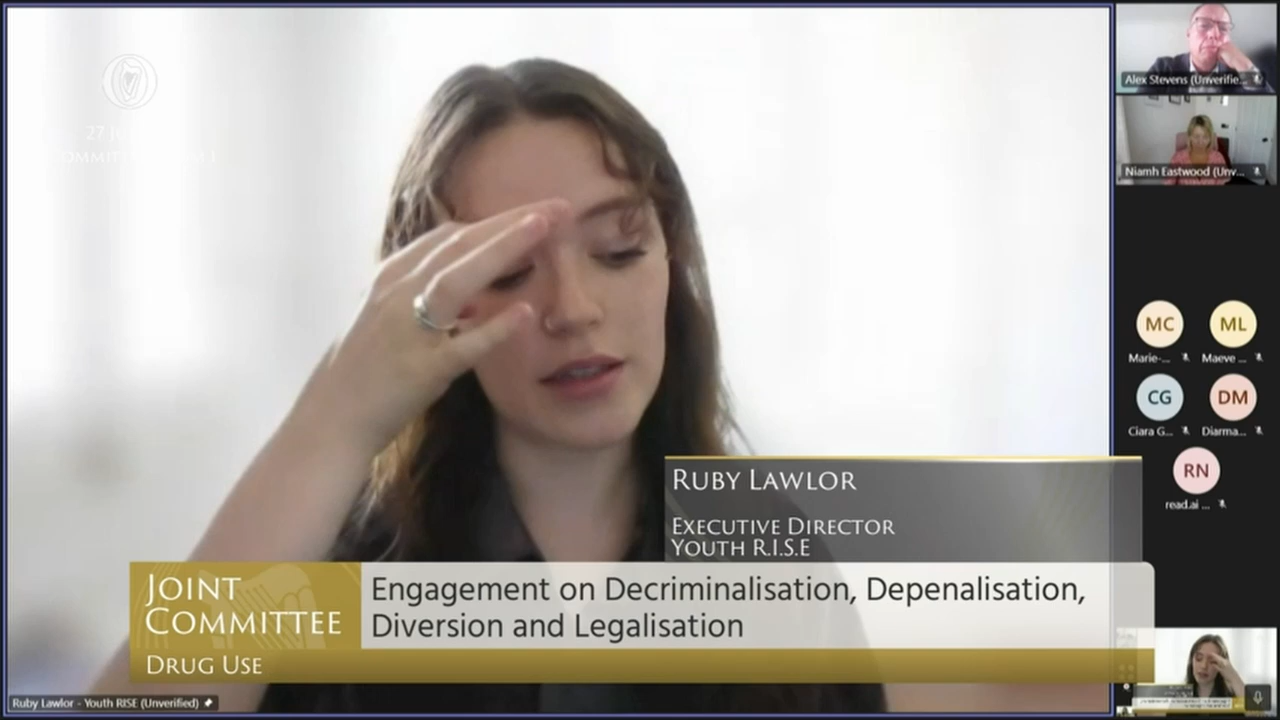 Alex Stevens (Unverifie...
Niamh Eastwood (Unv...
MC
ML
Marie-...
Maeve ...
CG
DM
Ciara G...
Diarma...
RN
read.ai ...
RUBY LAWLOR
EXECUTIVE DIRECTOR
YOUTH R.I.S.E
JOINT
COMMITTEE
Engagement on Decriminalisation, Depenalisation,
Diversion and Legalisation
DRUG USE
Ruby Lawlor - Youth RISE (Unverified)